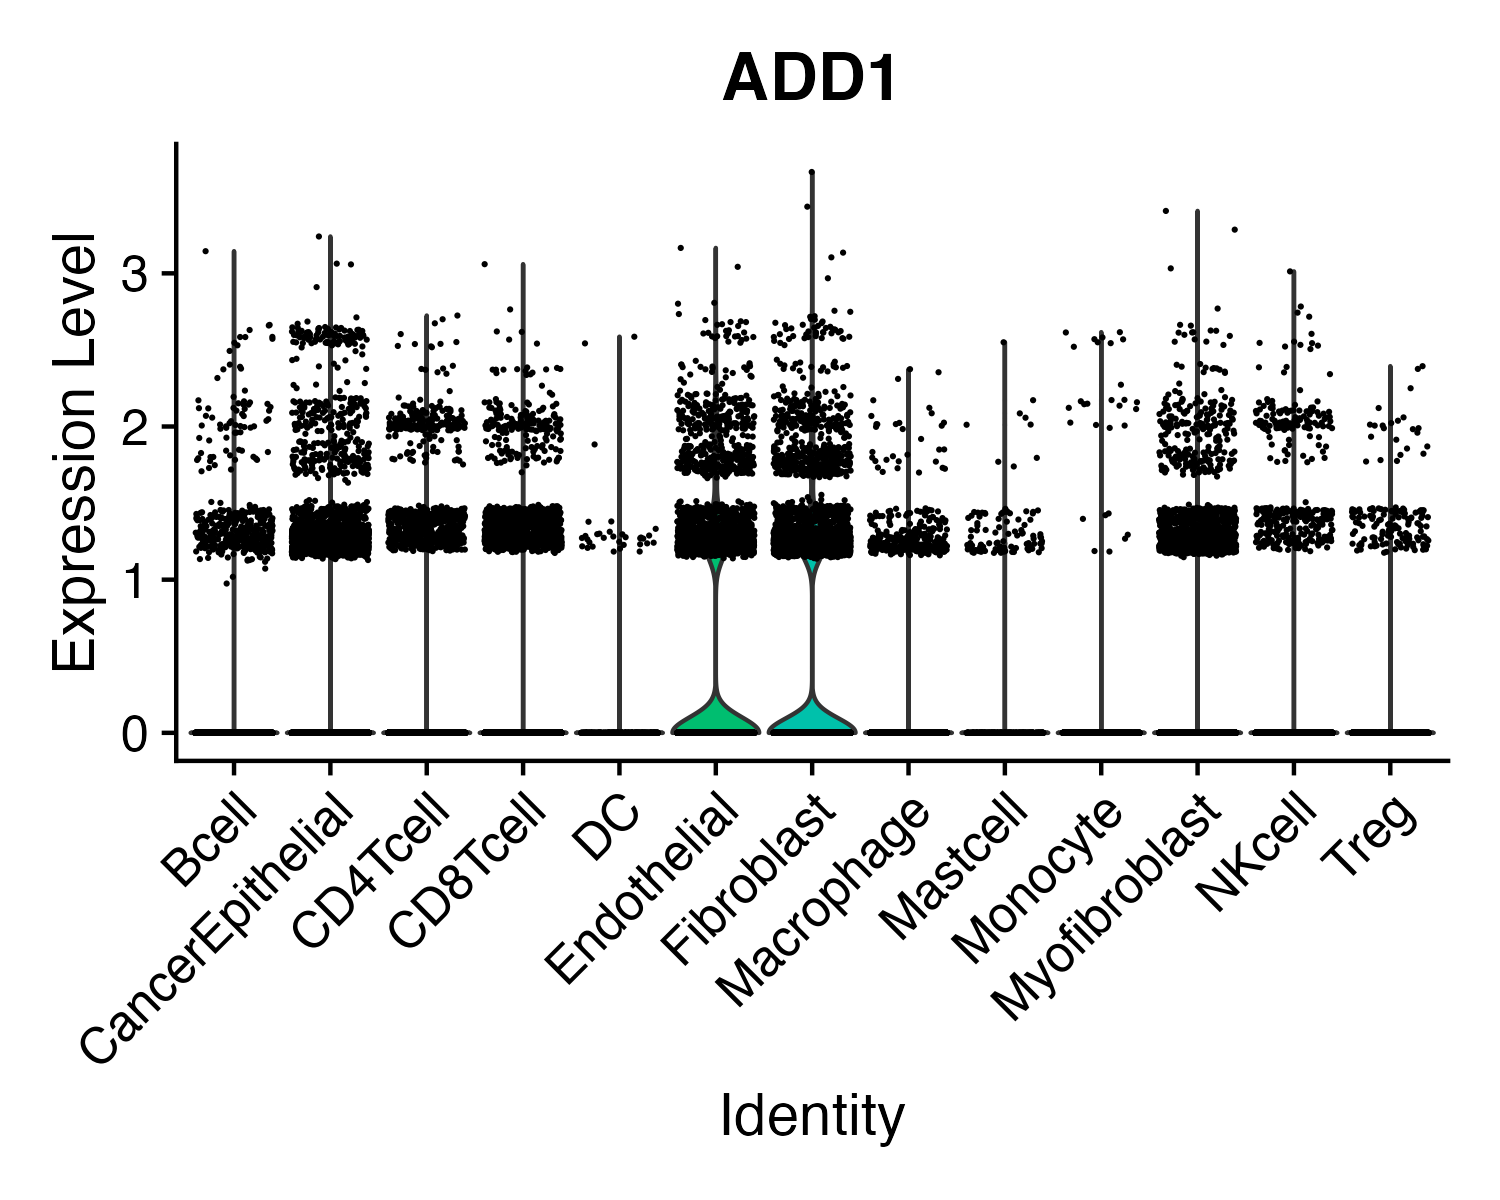 ADD1
Expression Level
3
2
1
0
Bcell
CancerEpithelial
CD4Tcell
CD8Tcell
DC
Endothelial
Fibroblast
Macrophage
Mastcell
Monocyte
Myofibroblast
NKcell
Treg
Identity